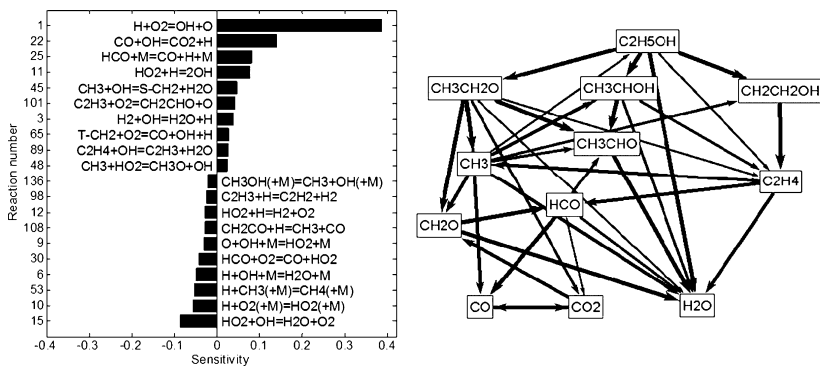 1 H+O2=OH+O
22 CO+OH=CO2+H
25 HCO+M=CO+H+M
11 HO2+H=2OH
45 CH3+OH=S-CH2+H2O
101 C2H3+O2=CH2CHO+O
3 H2+OH=H2O+H
65 T-CH2+O2=CO+OH+H
89 C2H4+OH=C2H3+H2O
48 CH3+HO2=CH3O+OH
136 CH3OH(+M)=CH3+OH(+M)
98 C2H3+H=C2H2+H2
12 HO2+H=H2+O2
108 CH2CO+H=CH3+CO
9 O+OH+M=HO2+M
30 HCO+O2=CO+HO2
6 H+OH+M=H2O+M
53 H+CH3(+M)=CH4(+M)
10 H+O2(+M)=HO2(+M)
15 HO2+OH=H2O+O2
Reaction number
-0.4 -0.3 -0.2 -0.1 0 0.1 0.2 0.3 0.4
Sensitivity
C2H5OH
CH3CH2O CH3CHOH CH2CH2OH
CH3CHO
CH3
C2H4
HCO
CH2O
CO CO2 H2O